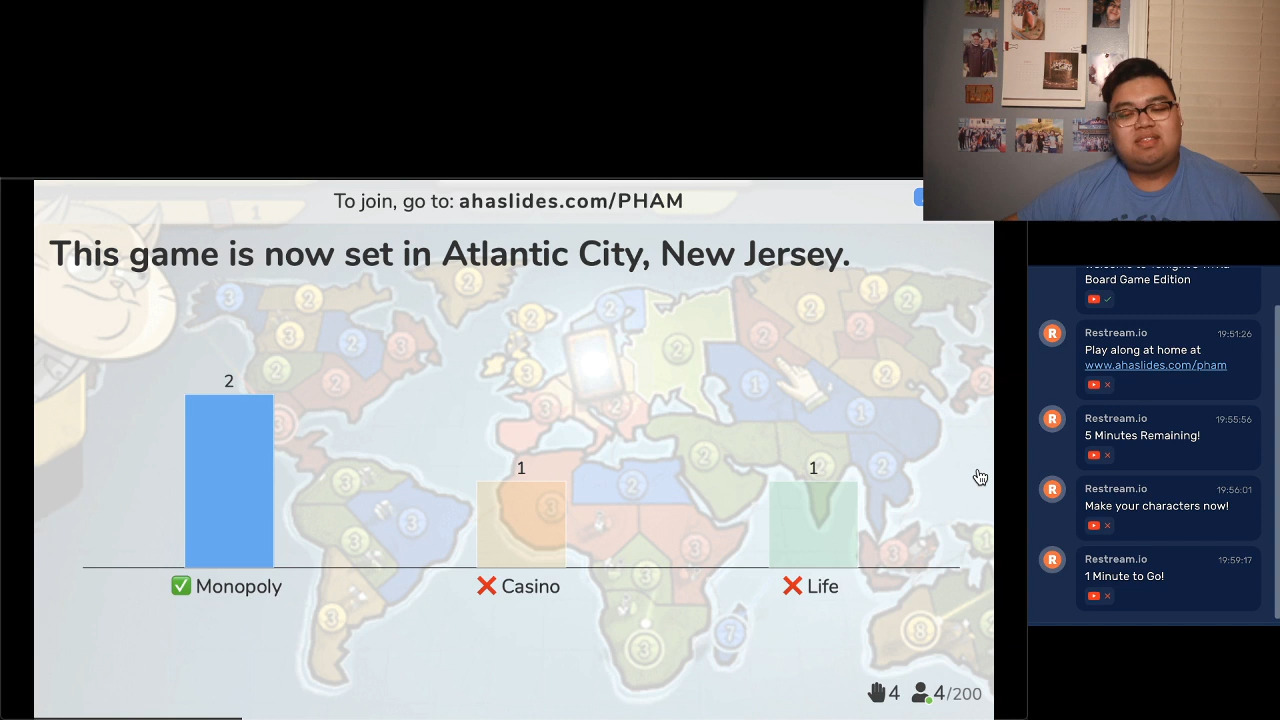 To join, go to: ahaslides.com/PHAM
This game is now set in Atlantic City, New Jersey.
2
1
1
✅ Monopoly
❌ Casino
❌ Life
4
4/200
Board Game Edition
Restream.io 19:51:26
Play along at home at
www.ahaslides.com/pham
Restream.io 19:55:56
5 Minutes Remaining!
Restream.io 19:56:01
Make your characters now!
Restream.io 19:59:17
1 Minute to Go!